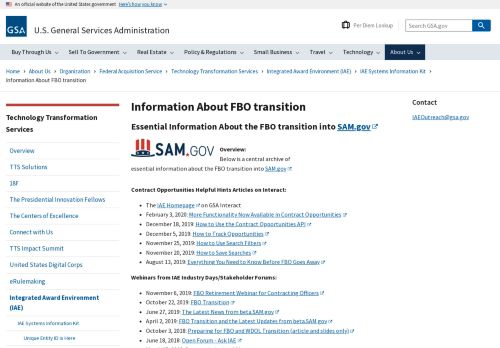 An official website of the United States government Here's how you know
GSA
U.S. General Services Administration
Per Diem Lookup
Search GSA.gov
Buy Through Us
Sell To Government
Real Estate
Policy & Regulations
Small Business
Travel
Technology
About Us
Home › About Us › Organization › Federal Acquisition Service › Technology Transformation Services › Integrated Award Environment (IAE) › IAE Systems Information Kit ›
Information About FBO transition
Technology Transformation
Services
Overview
TTS Solutions
18F
The Presidential Innovation Fellows
The Centers of Excellence
Connect with Us
TTS Impact Summit
United States Digital Corps
eRulemaking
Integrated Award Environment
(IAE)
IAE Systems Information Kit
Unique Entity ID is Here
Information About FBO transition
Essential Information About the FBO transition into SAM.gov
SAM.GOV
Overview:
Below is a central archive of
essential information about the FBO transition into SAM.gov
Contract Opportunities Helpful Hints Articles on Interact:
• The IAE Homepage on GSA Interact
• February 3, 2020: More Functionality Now Available in Contract Opportunities
• December 18, 2019: How to Use the Contract Opportunities API
• December 5, 2019: How to Track Opportunities
• November 25, 2019: How to Use Search Filters
• November 20, 2019: How to Save Searches
• August 13, 2019: Everything You Need to Know Before FBO Goes Away
Webinars from IAE Industry Days/Stakeholder Forums:
• November 6, 2019: FBO Retirement Webinar for Contracting Officers
• October 22, 2019: FBO Transition
• June 27, 2019: The Latest News from beta.SAM.gov
• April 2, 2019: FBO Transition and the Latest Updates from beta.SAM.gov
• October 3, 2018: Preparing for FBO and WDOL Transition (article and slides only)
• June 18, 2018: Open Forum - Ask IAE
Contact
IAEOutreach@gsa.gov